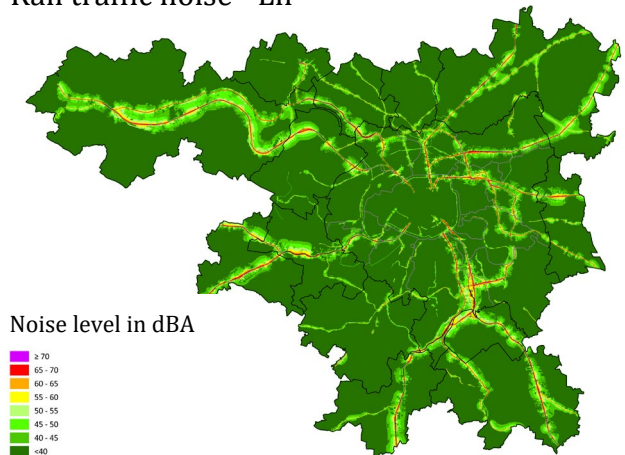 Rail traffic noise - Ln
Noise level in dBA
≥ 70
65 - 70
60 - 65
55 - 60
50 - 55
45 - 50
40 - 45
<40